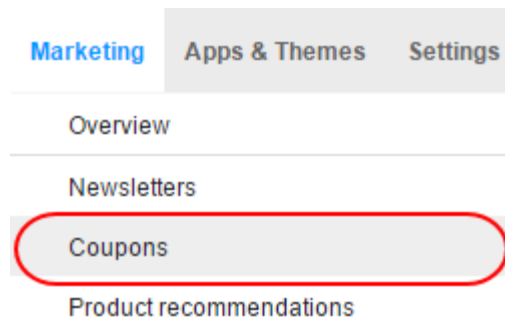 Marketing Apps & Themes Settings
Overview
Newsletters
Coupons
Product recommendations